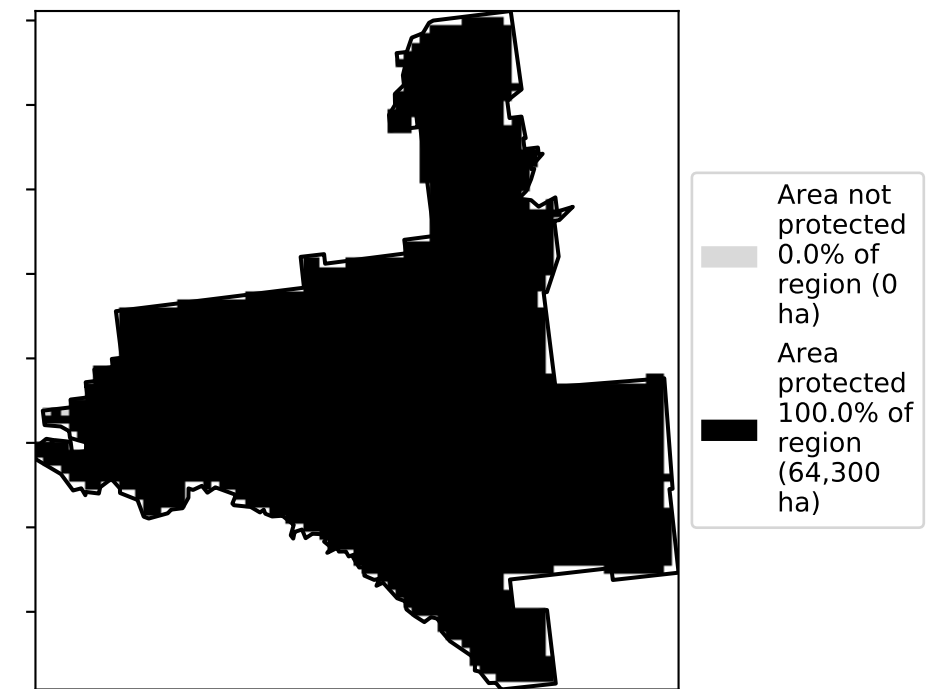 Area not
protected
0.0% of
region (0
ha)
Area
protected
100.0% of
region
(64,300
ha)